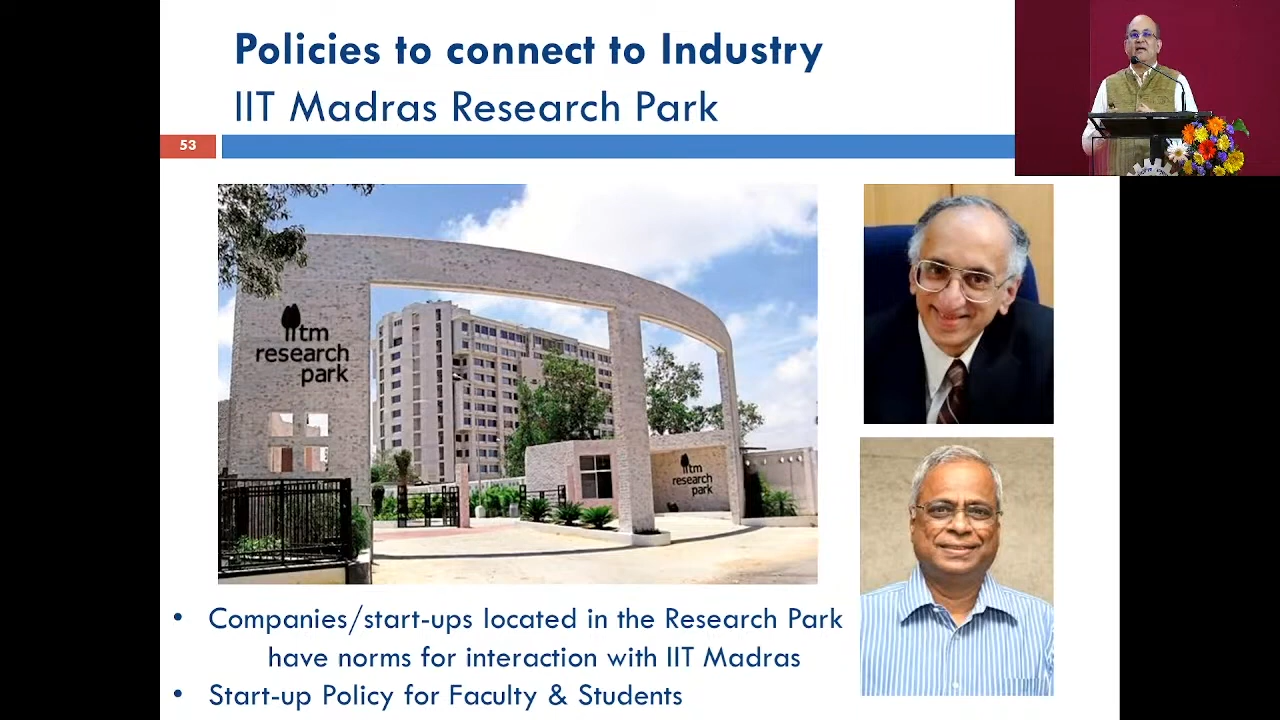 Policies to connect to Industry
IIT Madras Research Park
53
iitm
research
park
iitm
research
park
• Companies/start-ups located in the Research Park
have norms for interaction with IIT Madras
• Start-up Policy for Faculty & Students